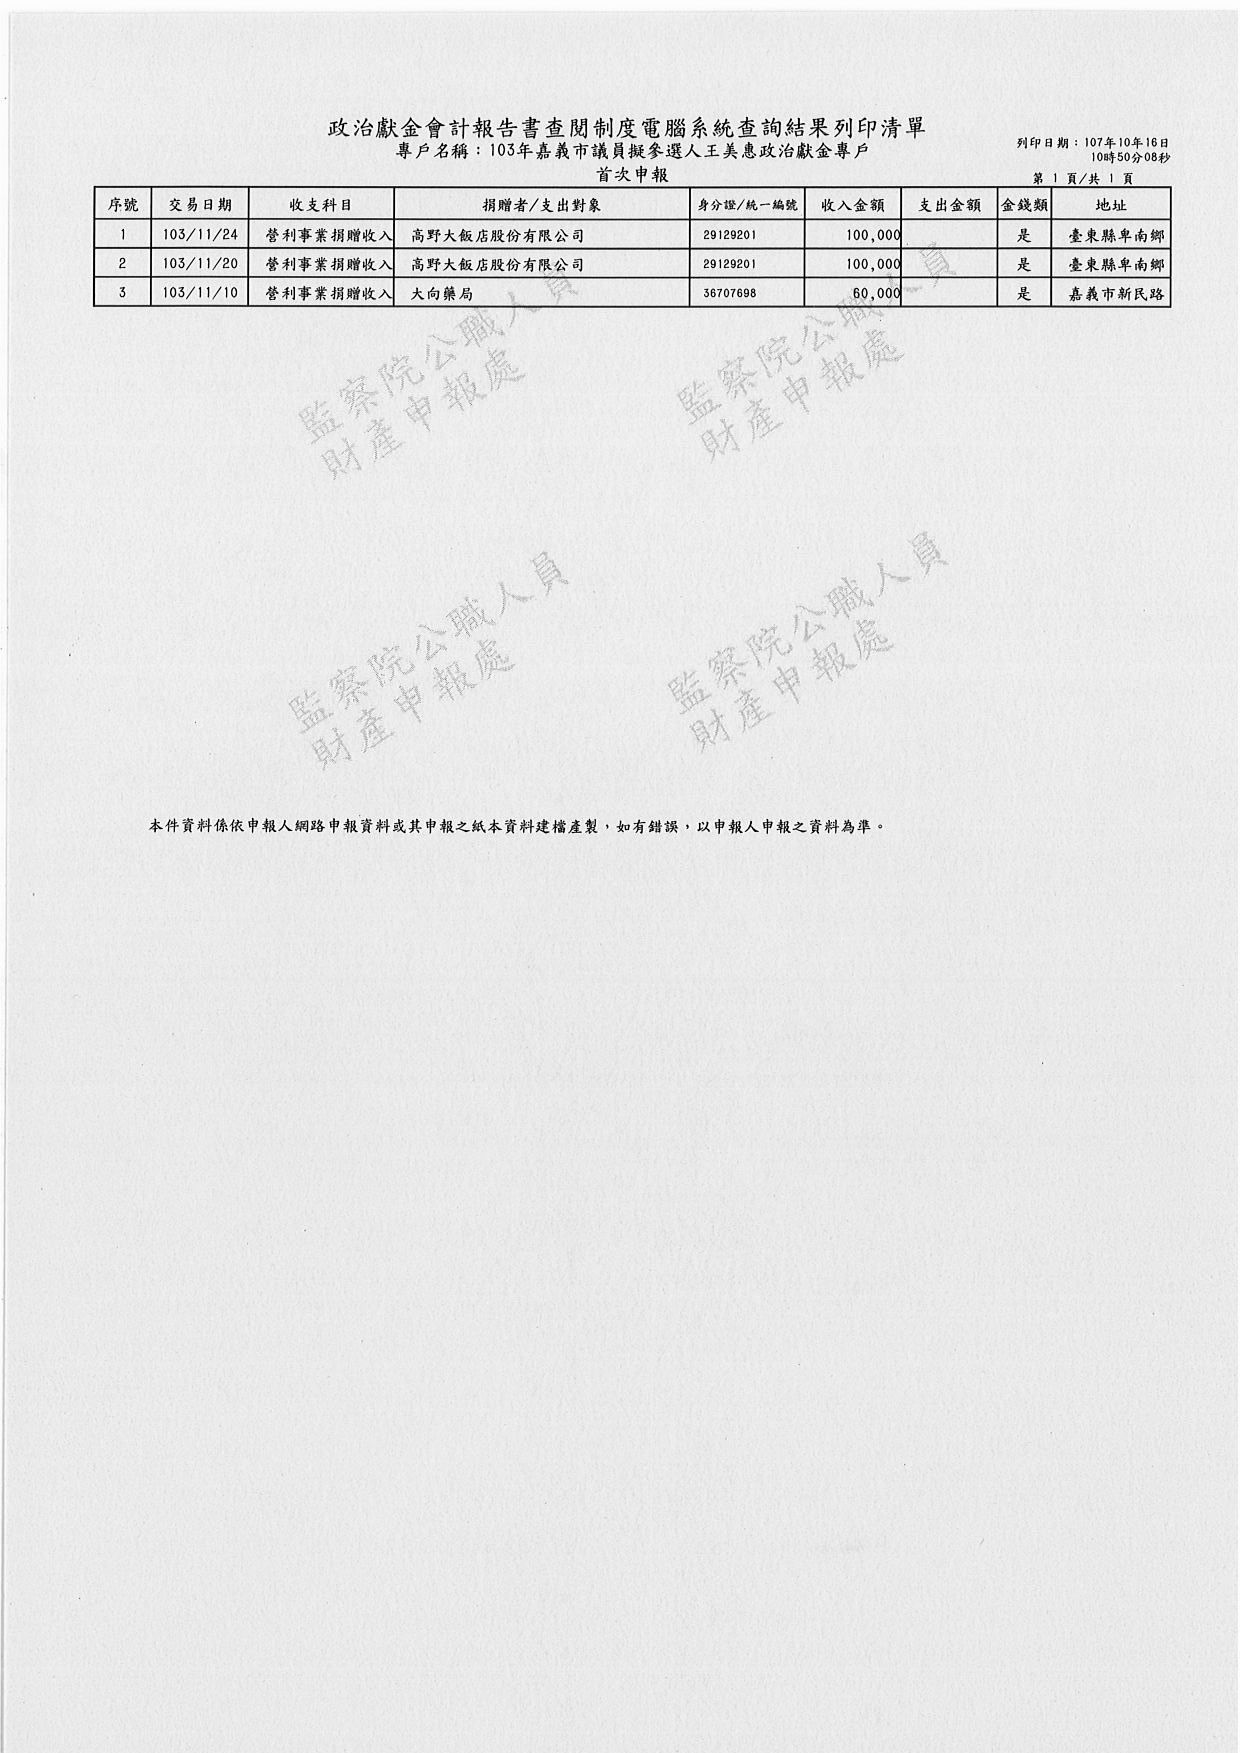 政治獻金會計報告書查閱制度電腦系統查詢結果列印清單
專戶名稱：103年嘉義市議員擬參選人王美惠政治獻金專戶
首次申報
列印日期：107年10月16日
10時50分08秒
第 1 頁/共 1 頁
序號 交易日期 收支科目 捐贈者/支出對象 身分證/統一編號 收入金額 支出金額 金錢類 地址
1 103/11/24 營利事業捐贈收入 高野大飯店股份有限公司 29129201 100,000 是 臺東縣卑南鄉
2 103/11/20 營利事業捐贈收入 高野大飯店股份有限公司 29129201 100,000 是 臺東縣卑南鄉
3 103/11/10 營利事業捐贈收入 大向藥局 36707698 60,000 是 嘉義市新民路
監察院公職人員
財產申報處
監察院公職人員
財產申報處
監察院公職人員
財產申報處
監察院公職人員
財產申報處
本件資料係依申報人網路申報資料或其申報之紙本資料建檔產製，如有錯誤，以申報人申報之資料為準。